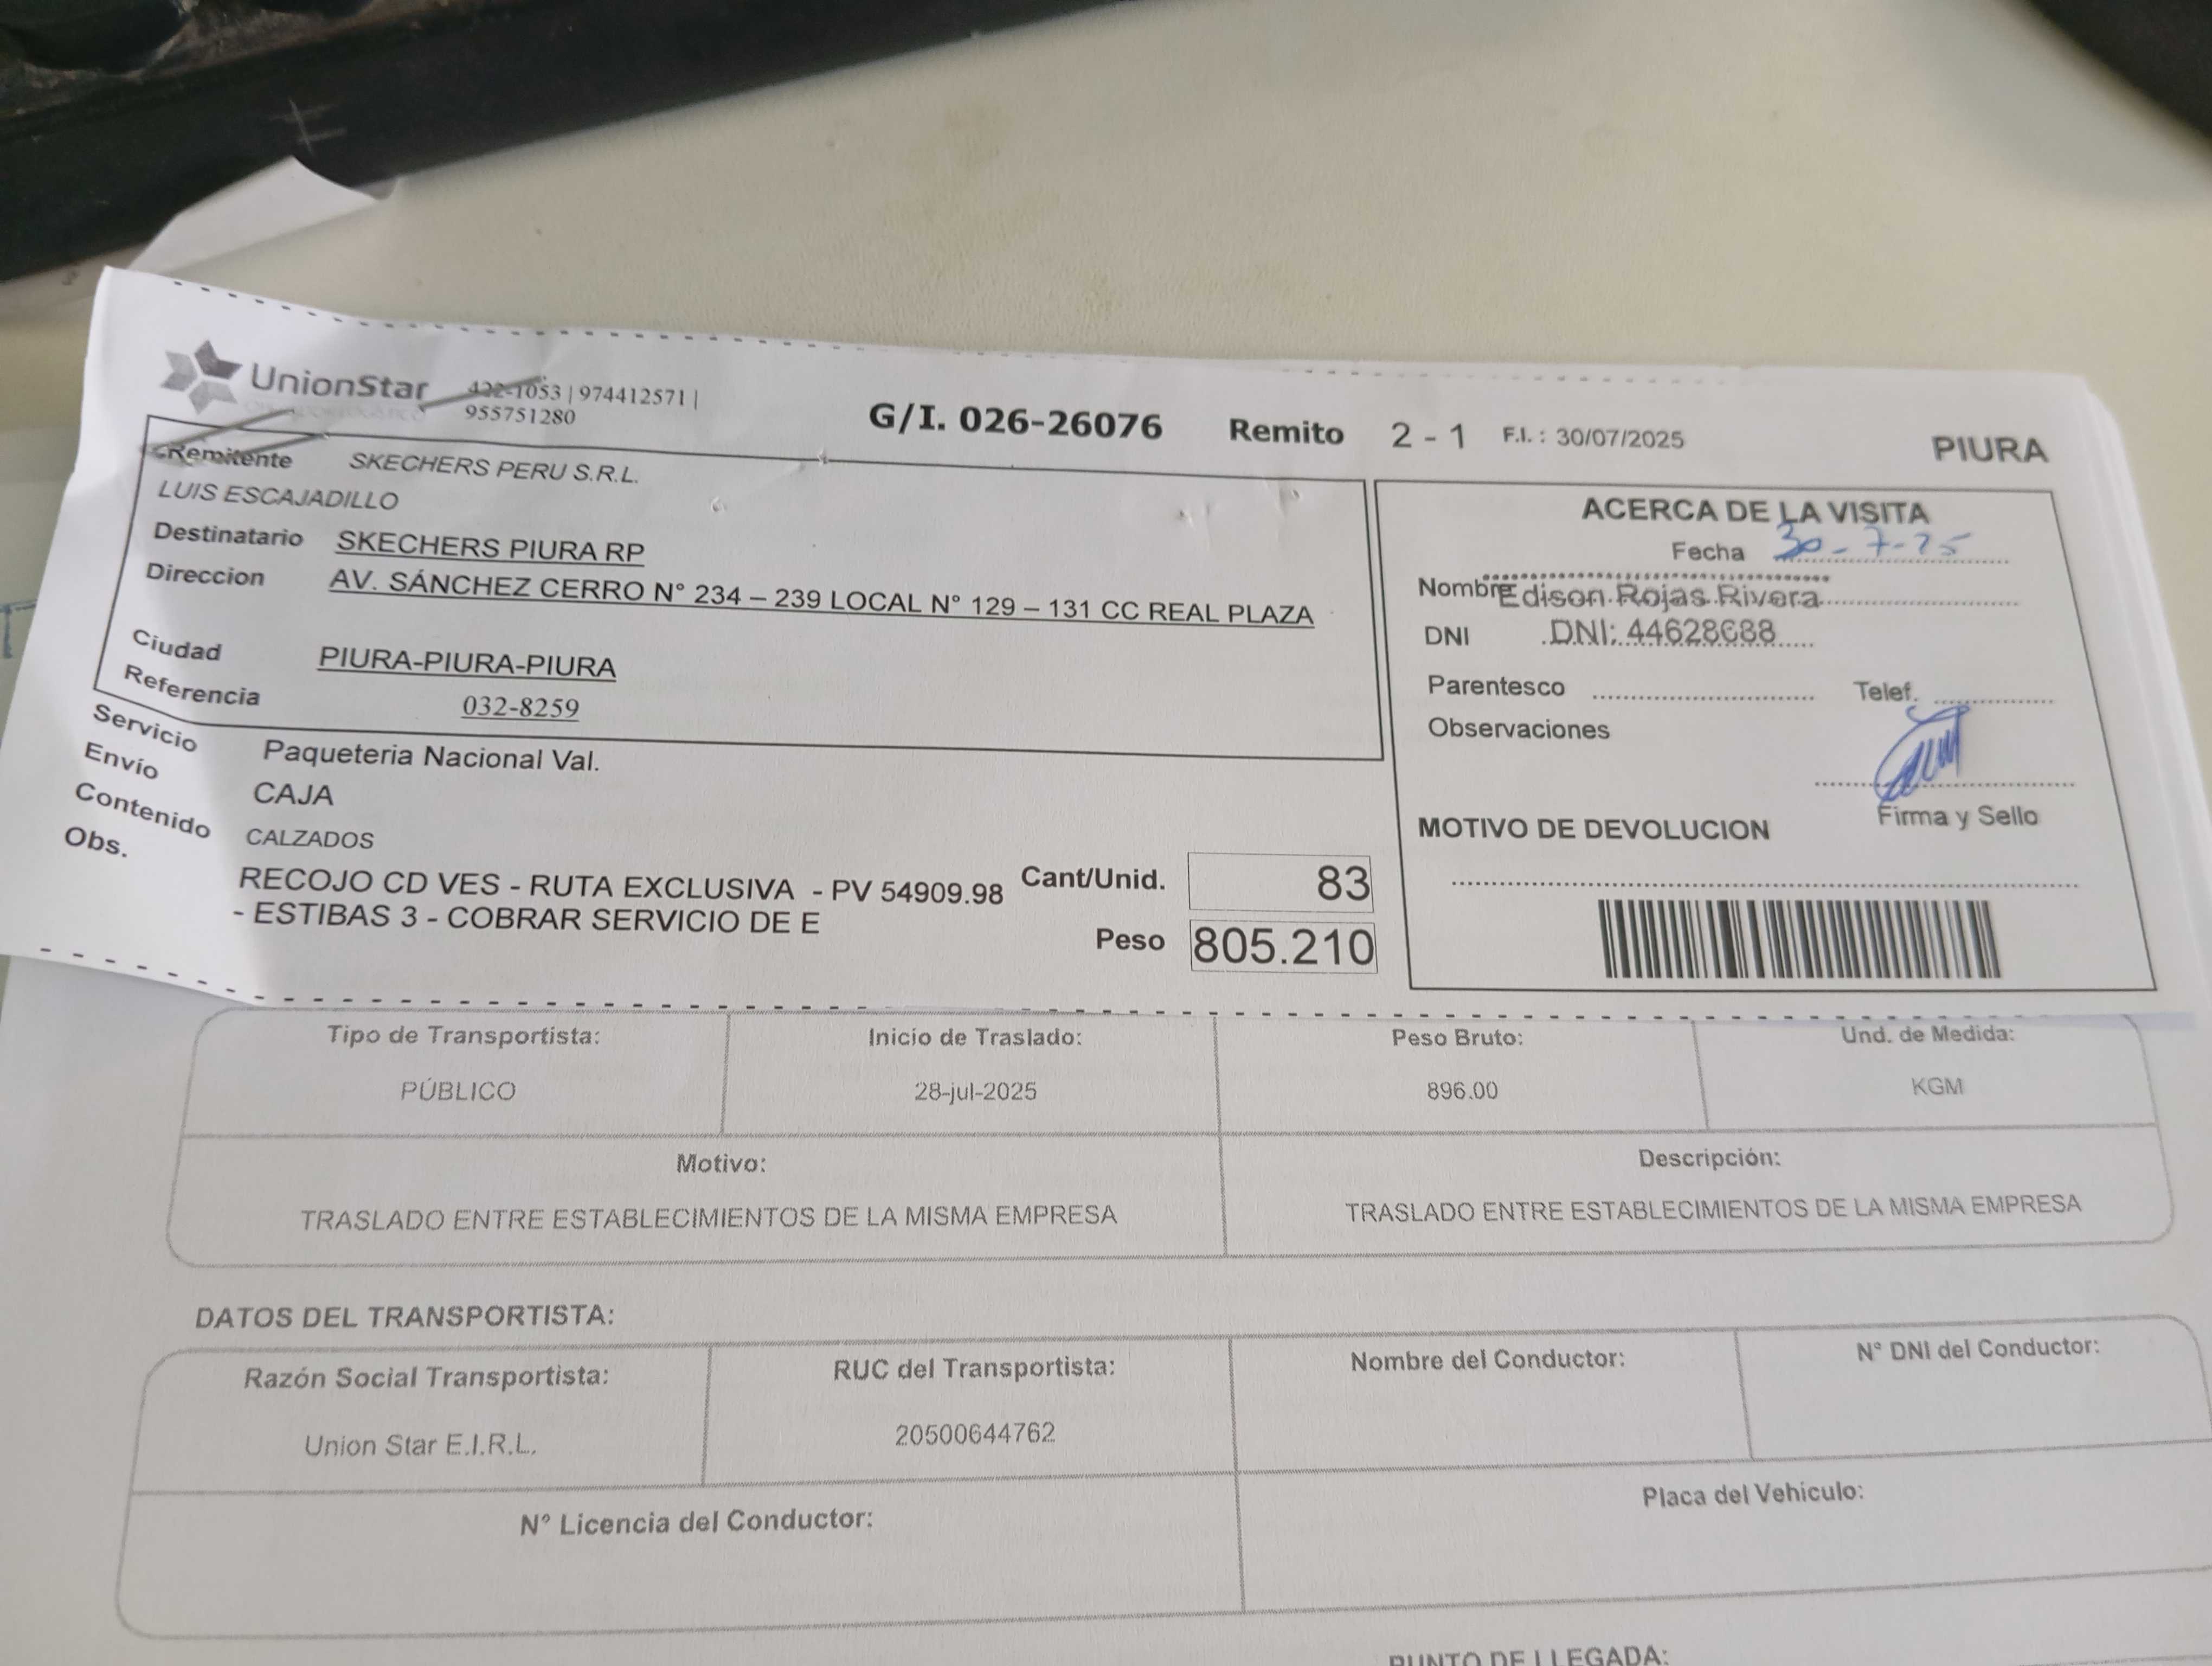 UnionStar 422-1053 | 974412571 |
955751280
G/I. 026-26076 Remito 2 - 1 F.I. : 30/07/2025 PIURA
Remitente SKECHERS PERU S.R.L.
LUIS ESCAJADILLO
Destinatario SKECHERS PIURA RP
Direccion AV. SÁNCHEZ CERRO N° 234 – 239 LOCAL N° 129 – 131 CC REAL PLAZA
Ciudad PIURA-PIURA-PIURA
Referencia 032-8259
Servicio Paqueteria Nacional Val.
Envío CAJA
Contenido CALZADOS
Obs. RECOJO CD VES - RUTA EXCLUSIVA - PV 54909.98
- ESTIBAS 3 - COBRAR SERVICIO DE E
Cant/Unid. 83
Peso 805.210
ACERCA DE LA VISITA
Fecha 30-7-25
Nombre Edison Rojas Rivera
DNI DNI: 44628688
Parentesco Telef.
Observaciones
Firma y Sello
MOTIVO DE DEVOLUCION
Tipo de Transportista: Inicio de Traslado: Peso Bruto: Und. de Medida:
PÚBLICO 28-jul-2025 896.00 KGM
Motivo: Descripción:
TRASLADO ENTRE ESTABLECIMIENTOS DE LA MISMA EMPRESA TRASLADO ENTRE ESTABLECIMIENTOS DE LA MISMA EMPRESA
DATOS DEL TRANSPORTISTA:
Razón Social Transportista: RUC del Transportista: Nombre del Conductor: N° DNI del Conductor:
Union Star E.I.R.L. 20500644762
N° Licencia del Conductor: Placa del Vehiculo:
PUNTO DE LLEGADA: